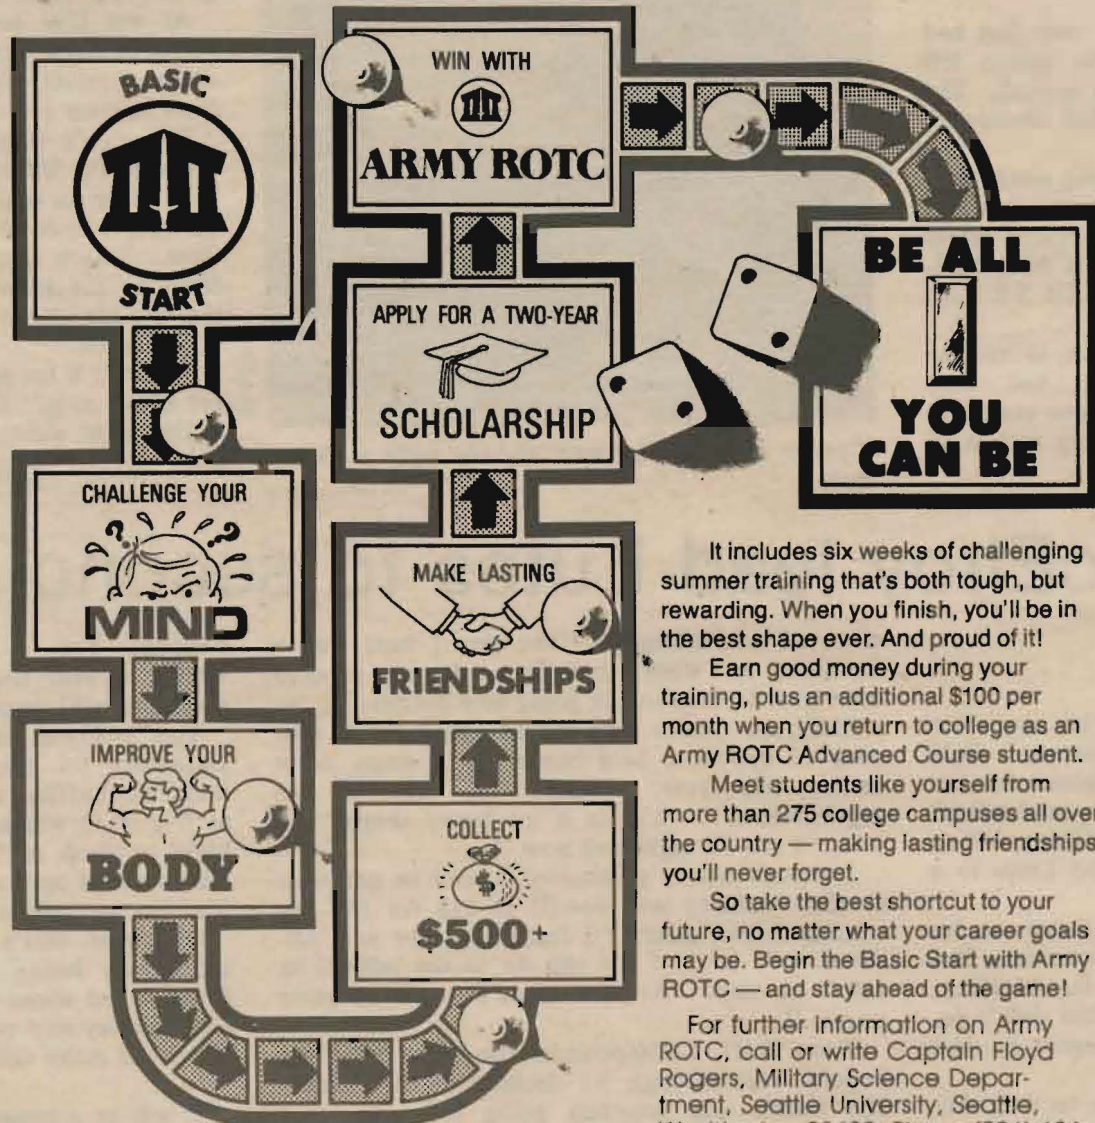 BASIC
START
CHALLENGE YOUR
MIND
IMPROVE YOUR
BODY
COLLECT
$
$500+
MAKE LASTING
FRIENDSHIPS
APPLY FOR A TWO-YEAR
SCHOLARSHIP
WIN WITH
ARMY ROTC
BE ALL
YOU
CAN BE
It includes six weeks of challenging
summer training that's both tough, but
rewarding. When you finish, you'll be in
the best shape ever. And proud of it!
Earn good money during your
training, plus an additional $100 per
month when you return to college as an
Army ROTC Advanced Course student.
Meet students like yourself from
more than 275 college campuses all over
the country — making lasting friendships
you'll never forget.
So take the best shortcut to your
future, no matter what your career goals
may be. Begin the Basic Start with Army
ROTC — and stay ahead of the game!
For further information on Army
ROTC, call or write Captain Floyd
Rogers, Military Science Depar-
tment, Seattle University, Seattle,